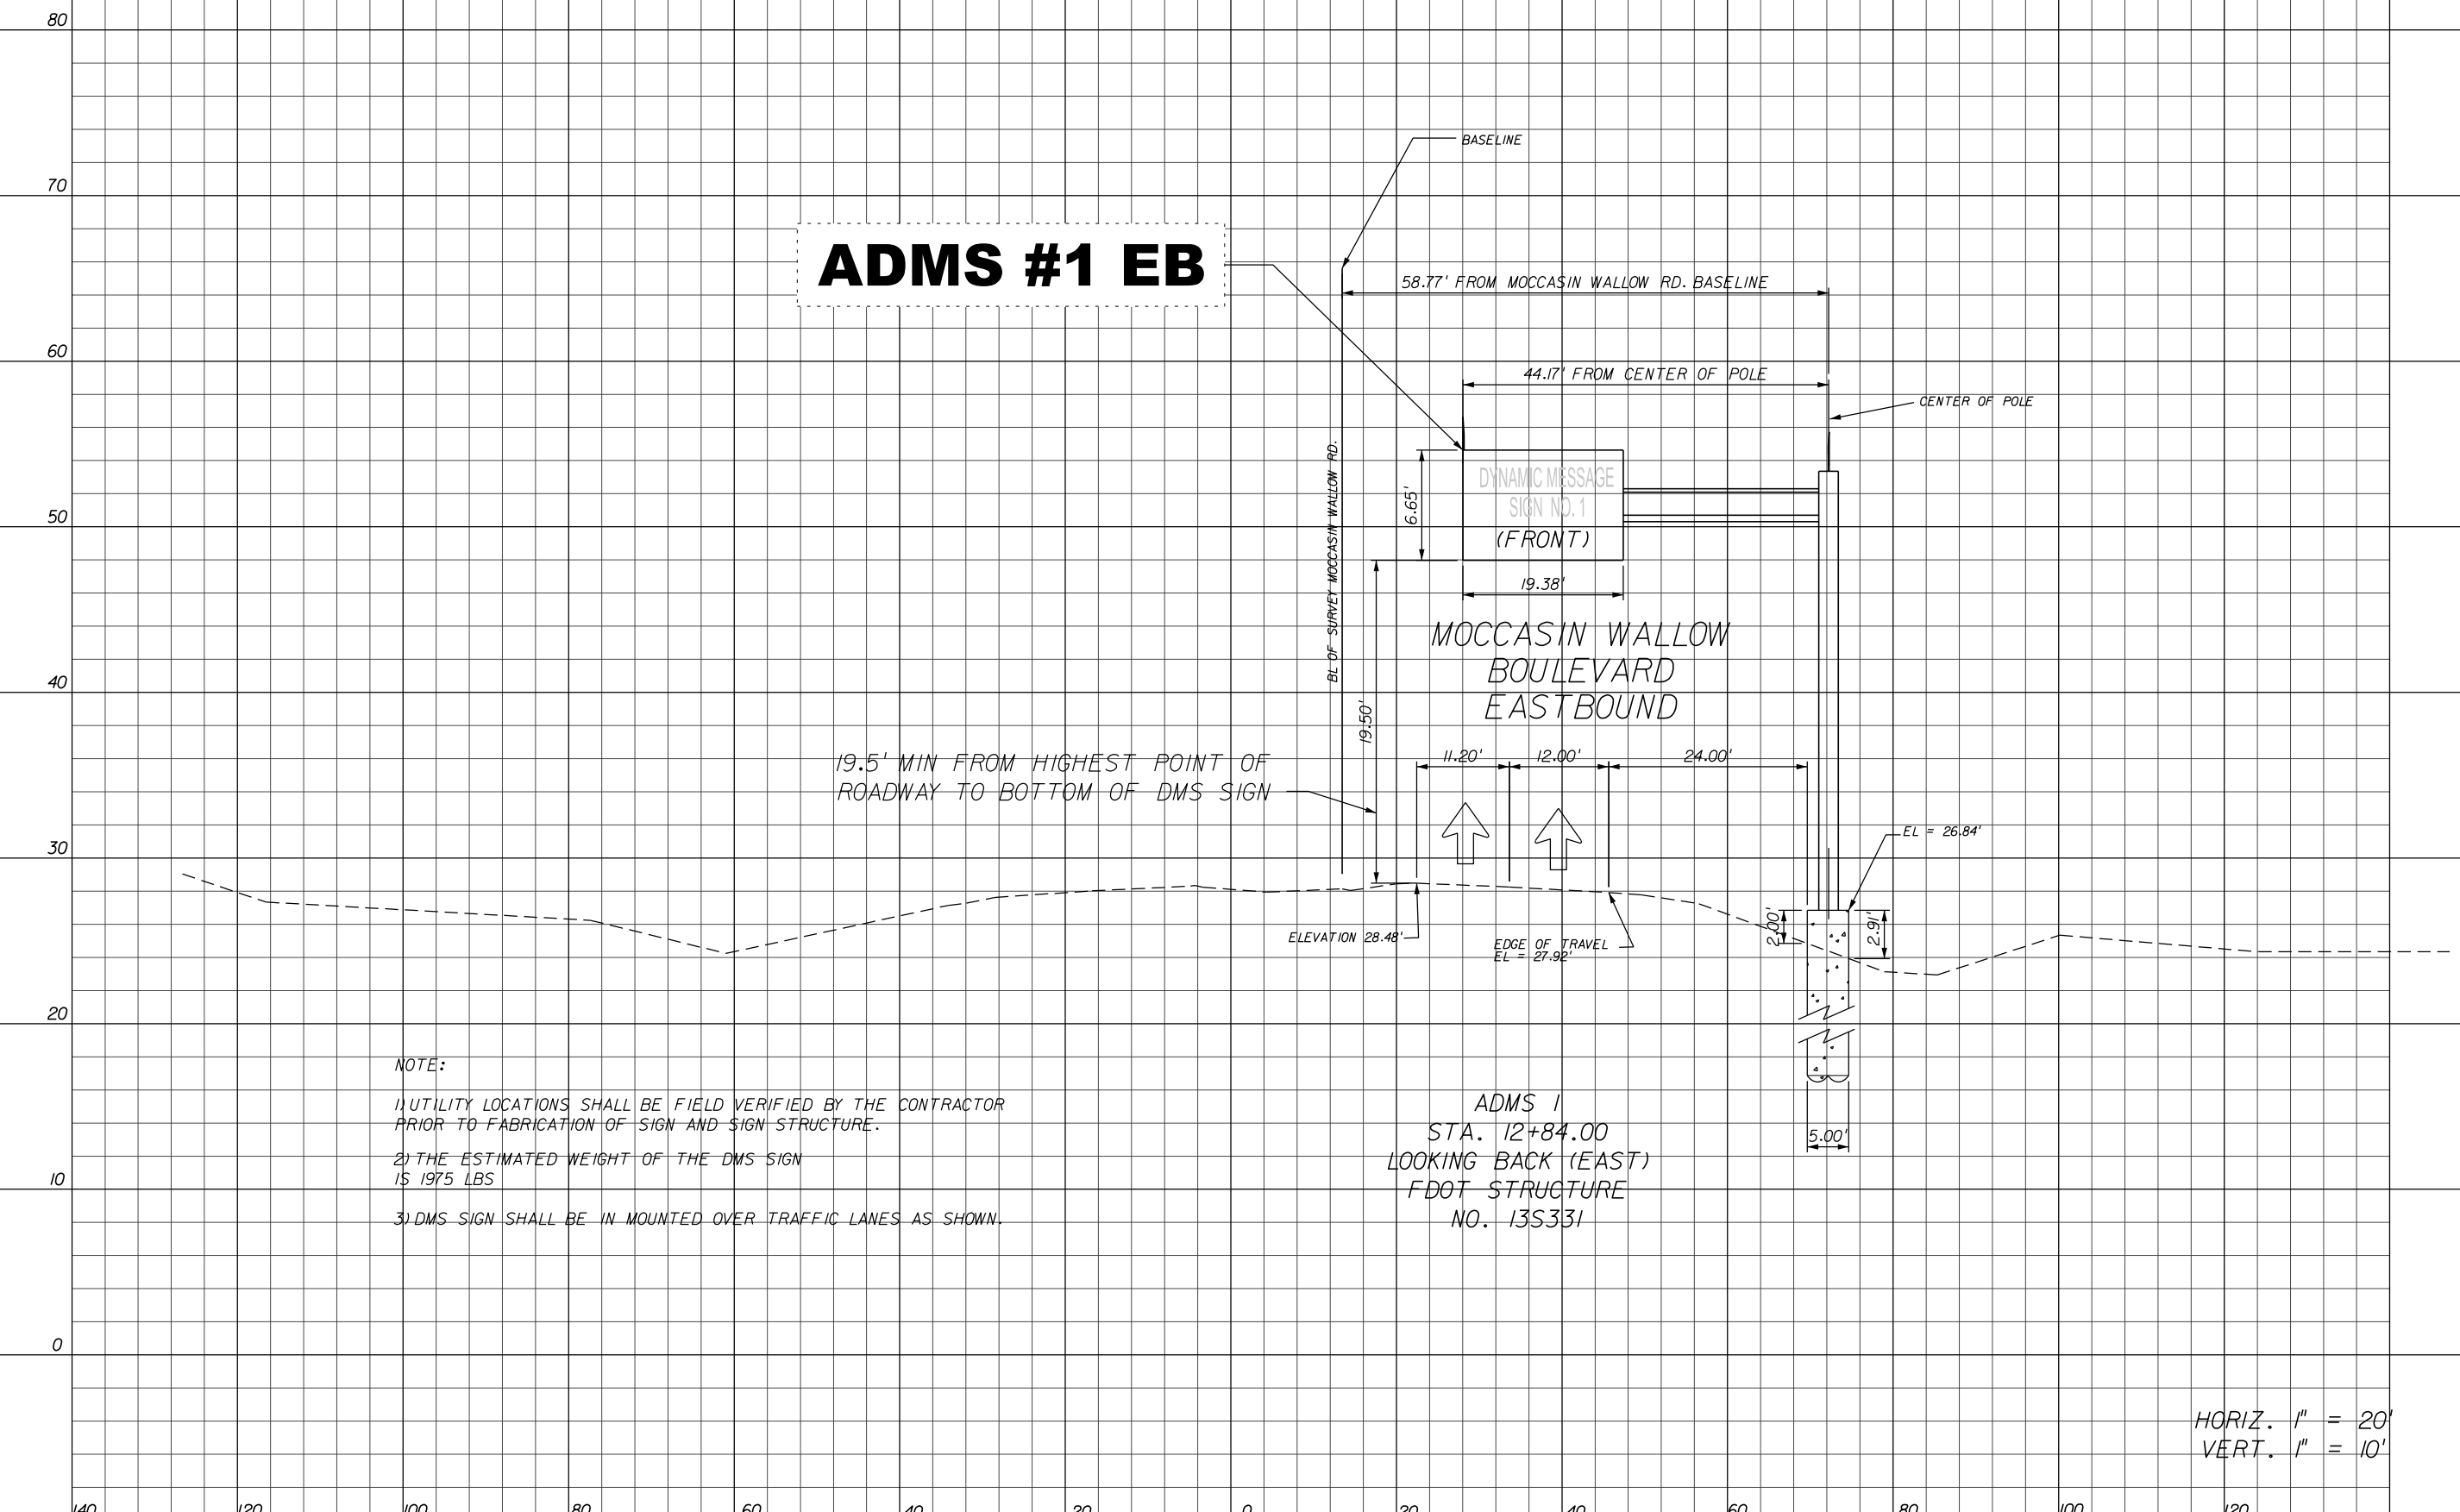 80
BASELINE
70
ADMS #1 EB
58.77' FROM MOCCASIN WALLOW RD. BASELINE
60
44.17' FROM CENTER OF POLE
CENTER OF POLE
BL OF SURVEY MOCCASIN WALLOW RD.
6.65'
DYNAMIC MESSAGE
SIGN NO. 1
(FRONT)
50
19.38'
MOCCASIN WALLOW
BOULEVARD
EASTBOUND
40
19.50'
19.5' MIN FROM HIGHEST POINT OF
ROADWAY TO BOTTOM OF DMS SIGN
11.20'
12.00'
24.00'
EL = 26.84'
30
ELEVATION 28.48'
EDGE OF TRAVEL
EL = 27.92'
2.00'
2.91'
20
NOTE:
1) UTILITY LOCATIONS SHALL BE FIELD VERIFIED BY THE CONTRACTOR
PRIOR TO FABRICATION OF SIGN AND SIGN STRUCTURE.
2) THE ESTIMATED WEIGHT OF THE DMS SIGN
IS 1975 LBS
3) DMS SIGN SHALL BE IN MOUNTED OVER TRAFFIC LANES AS SHOWN.
ADMS 1
STA. 12+84.00
LOOKING BACK (EAST)
FDOT STRUCTURE
NO. 13S331
5.00'
10
0
HORIZ. 1" = 20'
VERT. 1" = 10'
140 120 100 80 60 40 20 0 20 40 60 80 100 120